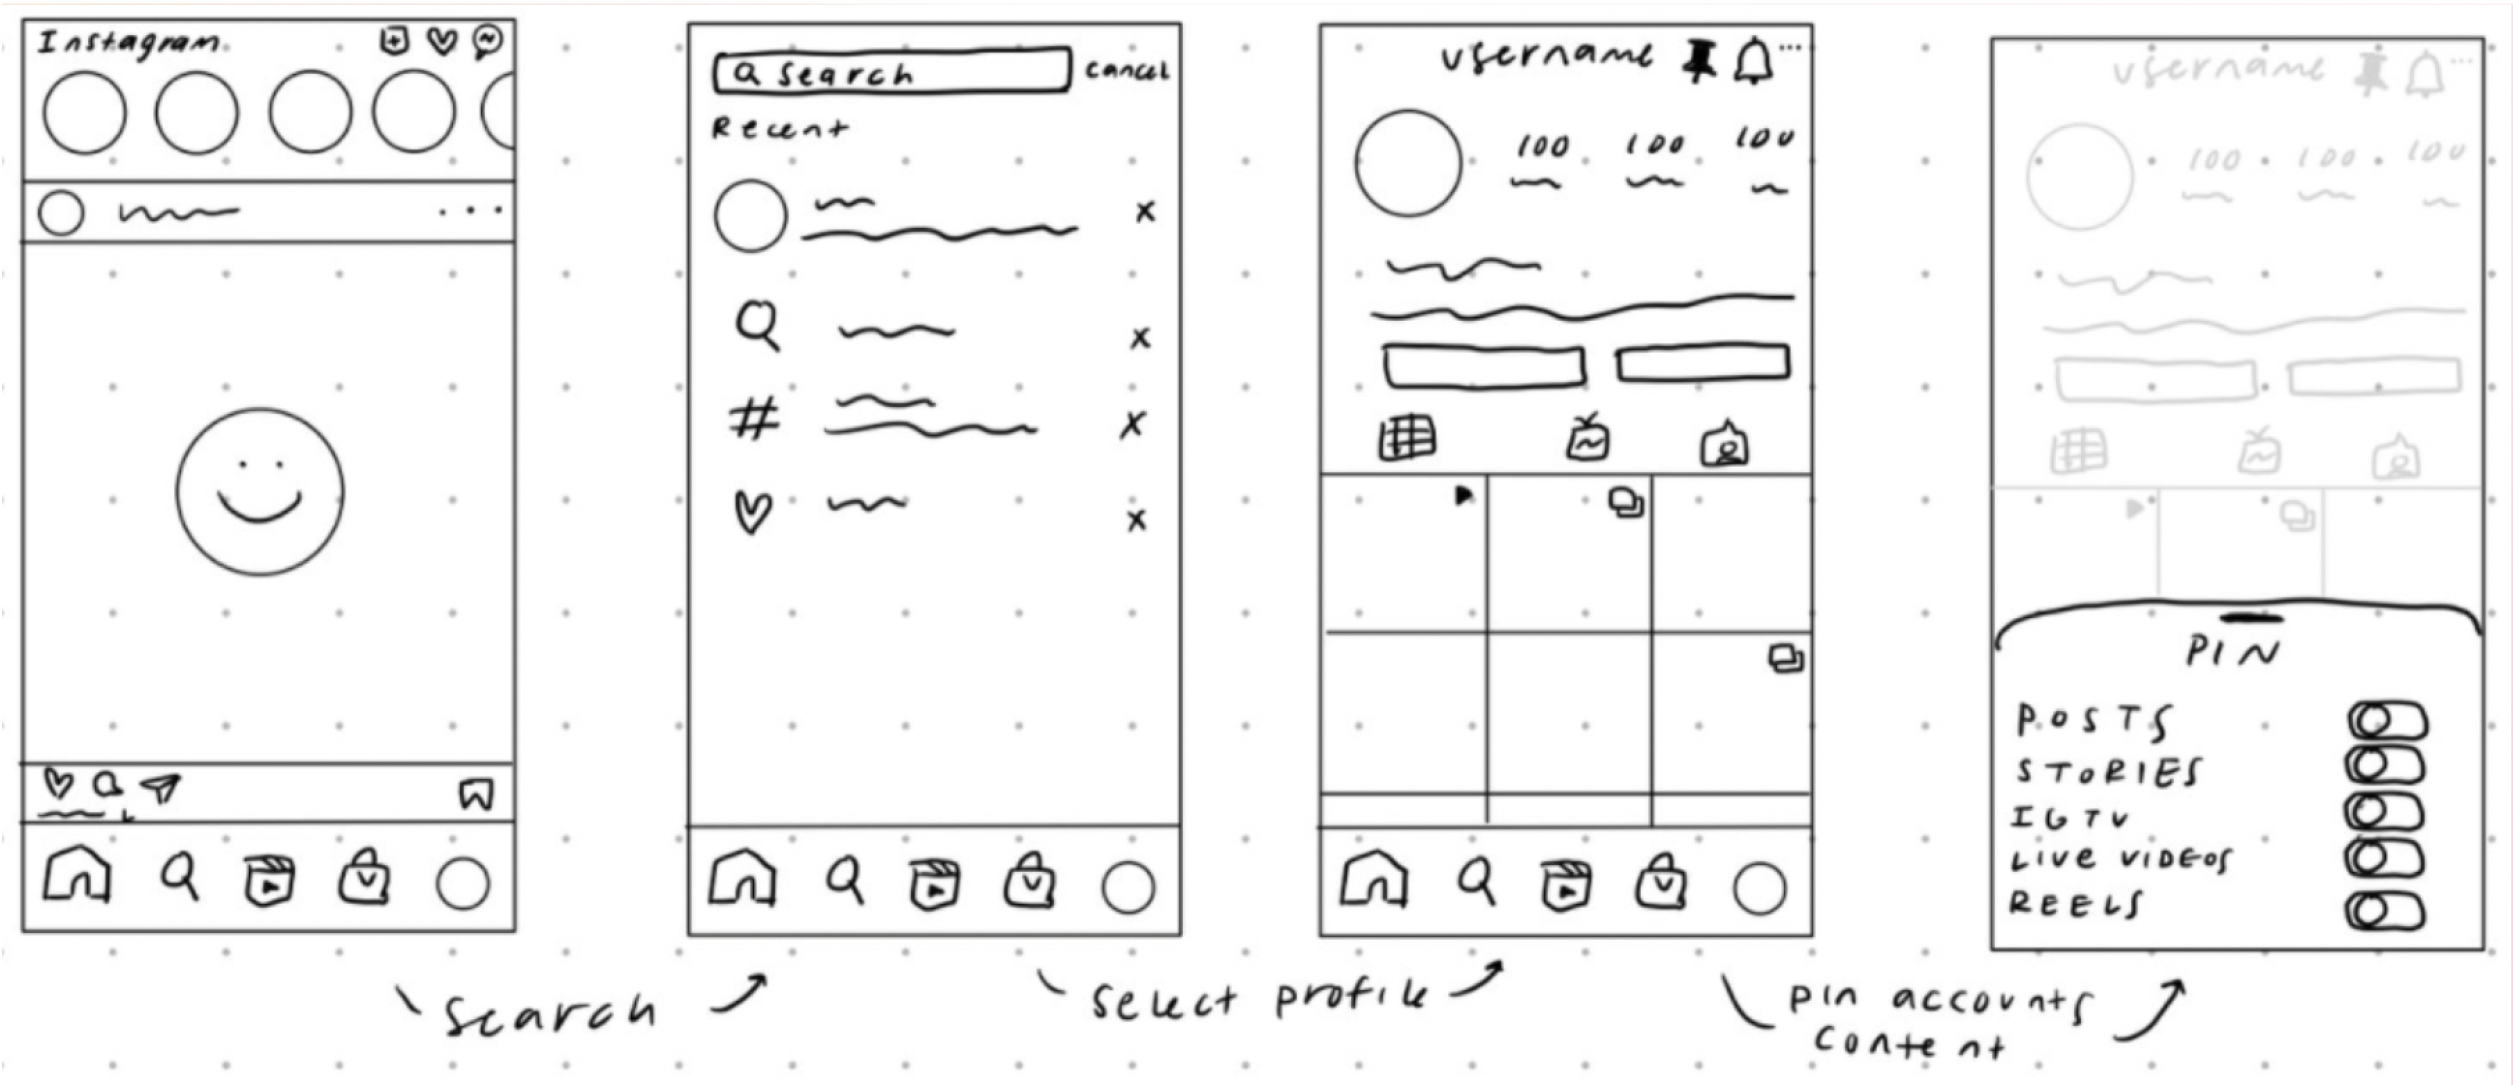 Instagram
Search
Cancel
Recent
#
username
100 100 100
username
100 100 100
PIN
POSTS
STORIES
IGTV
LIVE VIDEOS
REELS
Search
Select profile
pin accounts
content